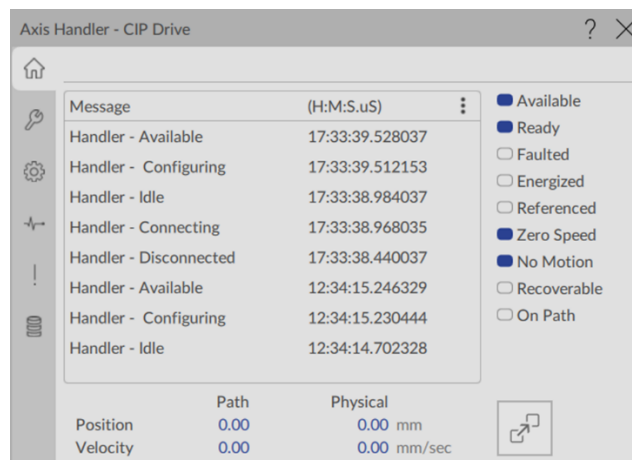 Axis Handler - CIP Drive ?
Message (H:M:S.uS)
Handler - Available 17:33:39.528037
Handler - Configuring 17:33:39.512153
Handler - Idle 17:33:38.984037
Handler - Connecting 17:33:38.968035
Handler - Disconnected 17:33:38.440037
Handler - Available 12:34:15.246329
Handler - Configuring 12:34:15.230444
Handler - Idle 12:34:14.702328
Available
Ready
Faulted
Energized
Referenced
Zero Speed
No Motion
Recoverable
On Path
Path Physical
Position 0.00 0.00 mm
Velocity 0.00 0.00 mm/sec